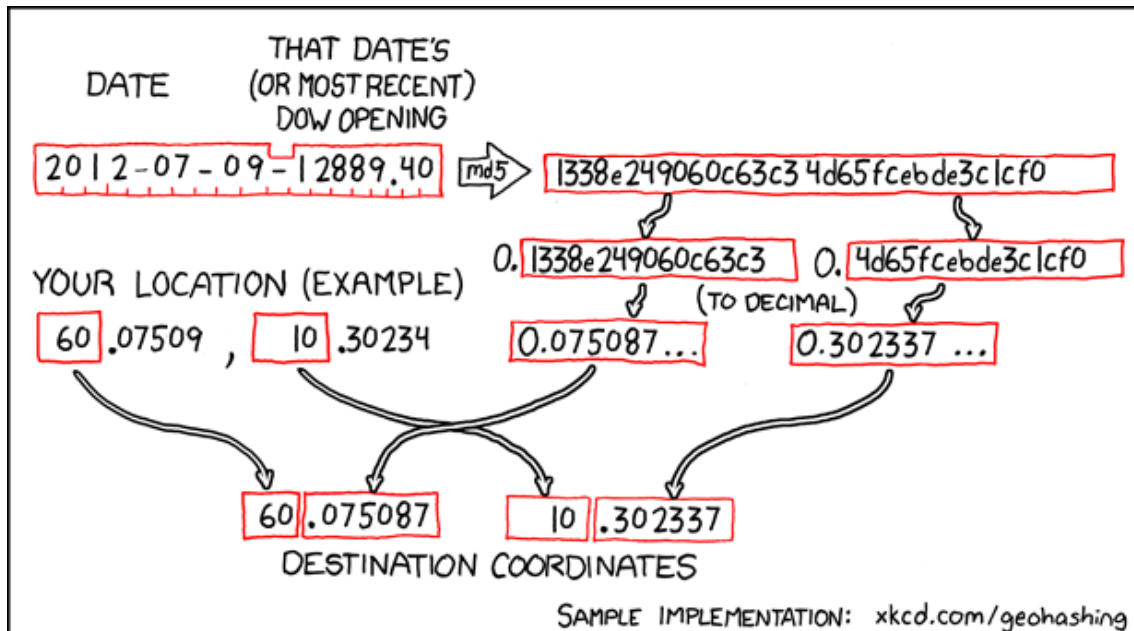 DATE
THAT DATE'S
(OR MOST RECENT)
DOW OPENING
2012-07-09-12889.40
md5
1338e249060c63c34d65fcebde3c1cf0
0.1338e249060c63c3
0.4d65fcebde3c1cf0
YOUR LOCATION (EXAMPLE)
(TO DECIMAL)
60.07509, 10.30234
0.075087...
0.302337...
60.075087
10.302337
DESTINATION COORDINATES
SAMPLE IMPLEMENTATION: xkcd.com/geohashing